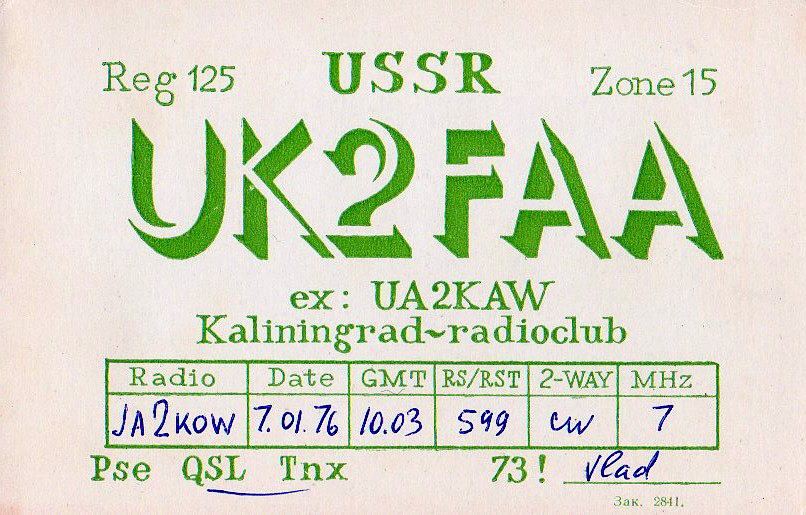 Reg 125 USSR Zone 15
UK2FAA
ex: UA2KAW
Kaliningrad~radioclub
Radio Date GMT RS/RST 2-WAY MHz
JA2KOW 7.01.76 10.03 599 CW 7
Pse QSL Tnx 73! Vlad
Зак. 2841.